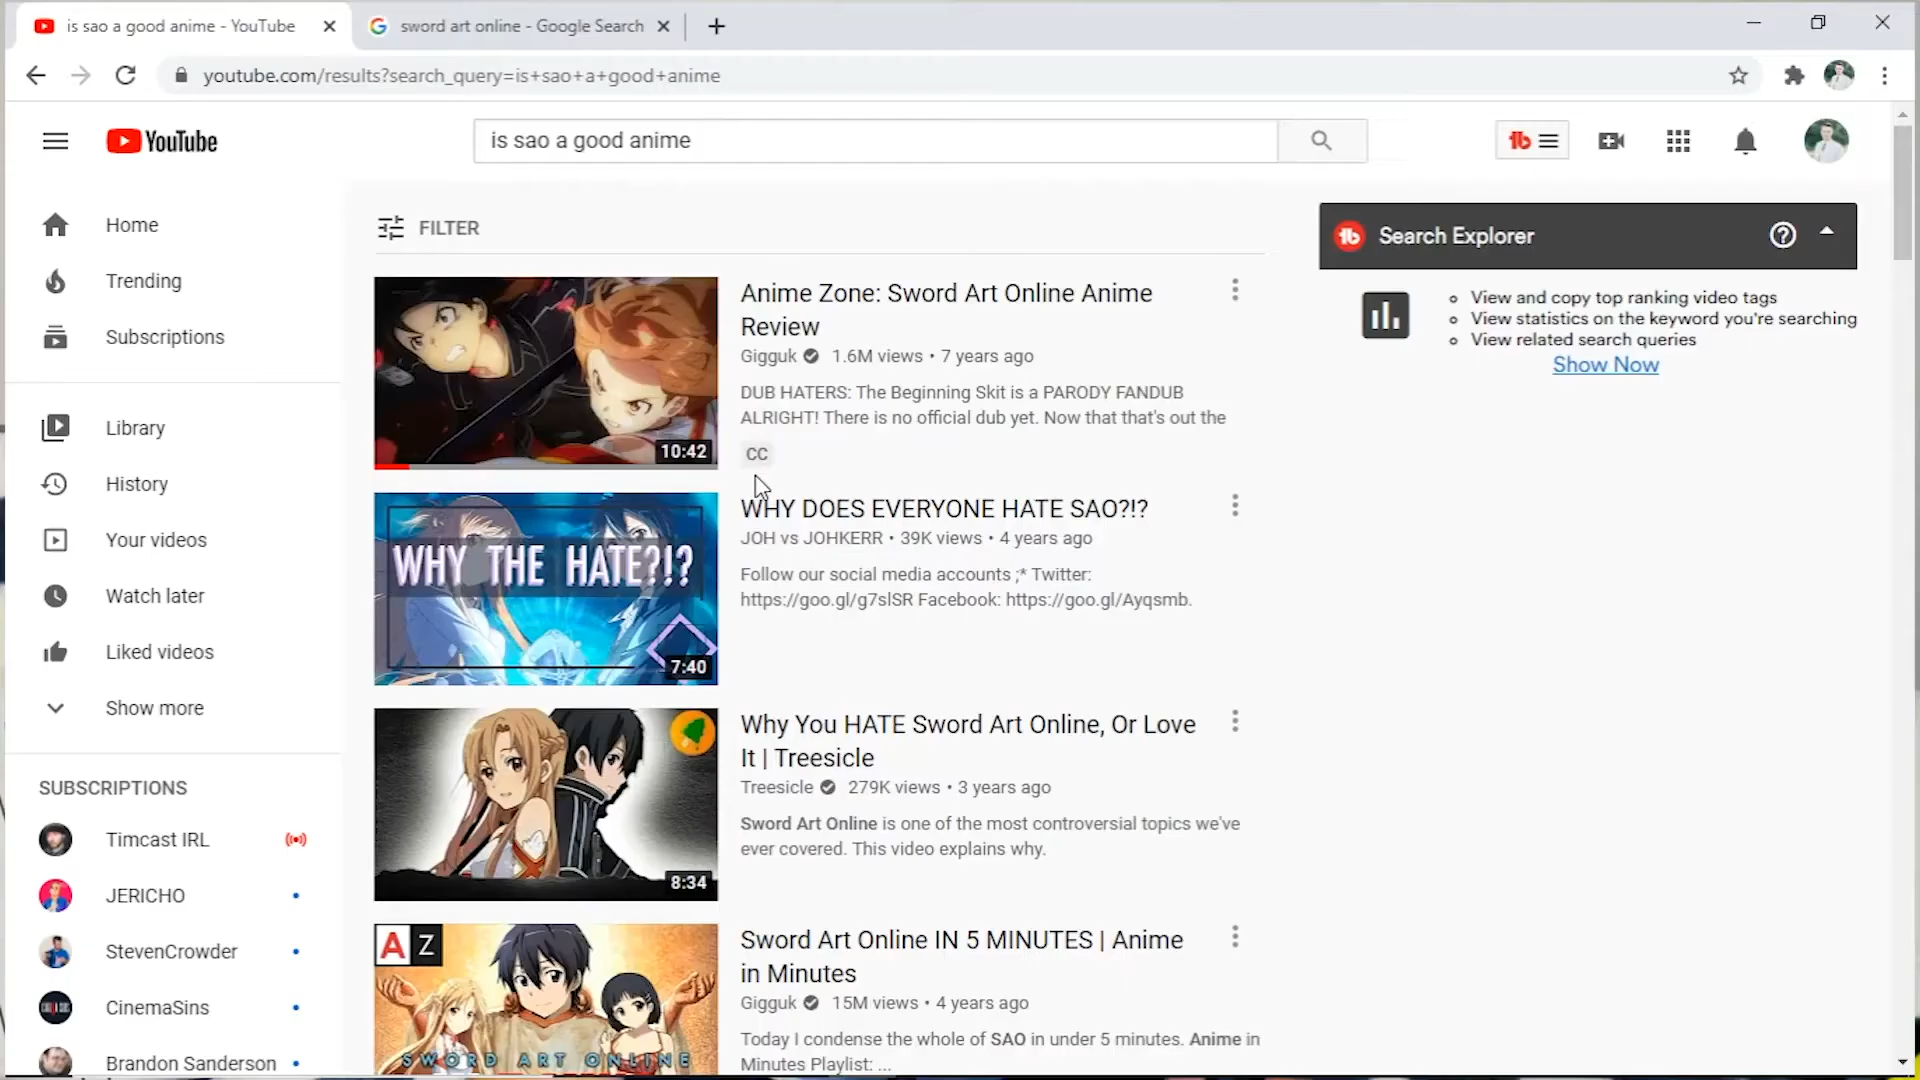 is sao a good anime - YouTube
sword art online - Google Search
youtube.com/results?search_query=is+sao+a+good+anime
YouTube
is sao a good anime
Home
Trending
Subscriptions
Library
History
Your videos
Watch later
Liked videos
Show more
SUBSCRIPTIONS
Timcast IRL
JERICHO
StevenCrowder
CinemaSins
Brandon Sanderson
FILTER
10:42
Anime Zone: Sword Art Online Anime
Review
Gigguk 1.6M views • 7 years ago
DUB HATERS: The Beginning Skit is a PARODY FANDUB
ALRIGHT! There is no official dub yet. Now that that's out the
CC
WHY THE HATE?!?
7:40
WHY DOES EVERYONE HATE SAO?!?
JOH vs JOHKERR • 39K views • 4 years ago
Follow our social media accounts ;* Twitter:
https://goo.gl/g7slSR Facebook: https://goo.gl/Ayqsmb.
8:34
Why You HATE Sword Art Online, Or Love
It | Treesicle
Treesicle 279K views • 3 years ago
Sword Art Online is one of the most controversial topics we've
ever covered. This video explains why.
A Z
SWORD ART ONLINE
Sword Art Online IN 5 MINUTES | Anime
in Minutes
Gigguk 15M views • 4 years ago
Today I condense the whole of SAO in under 5 minutes. Anime in
Minutes Playlist: ...
tb
tb Search Explorer
View and copy top ranking video tags
View statistics on the keyword you're searching
View related search queries
Show Now